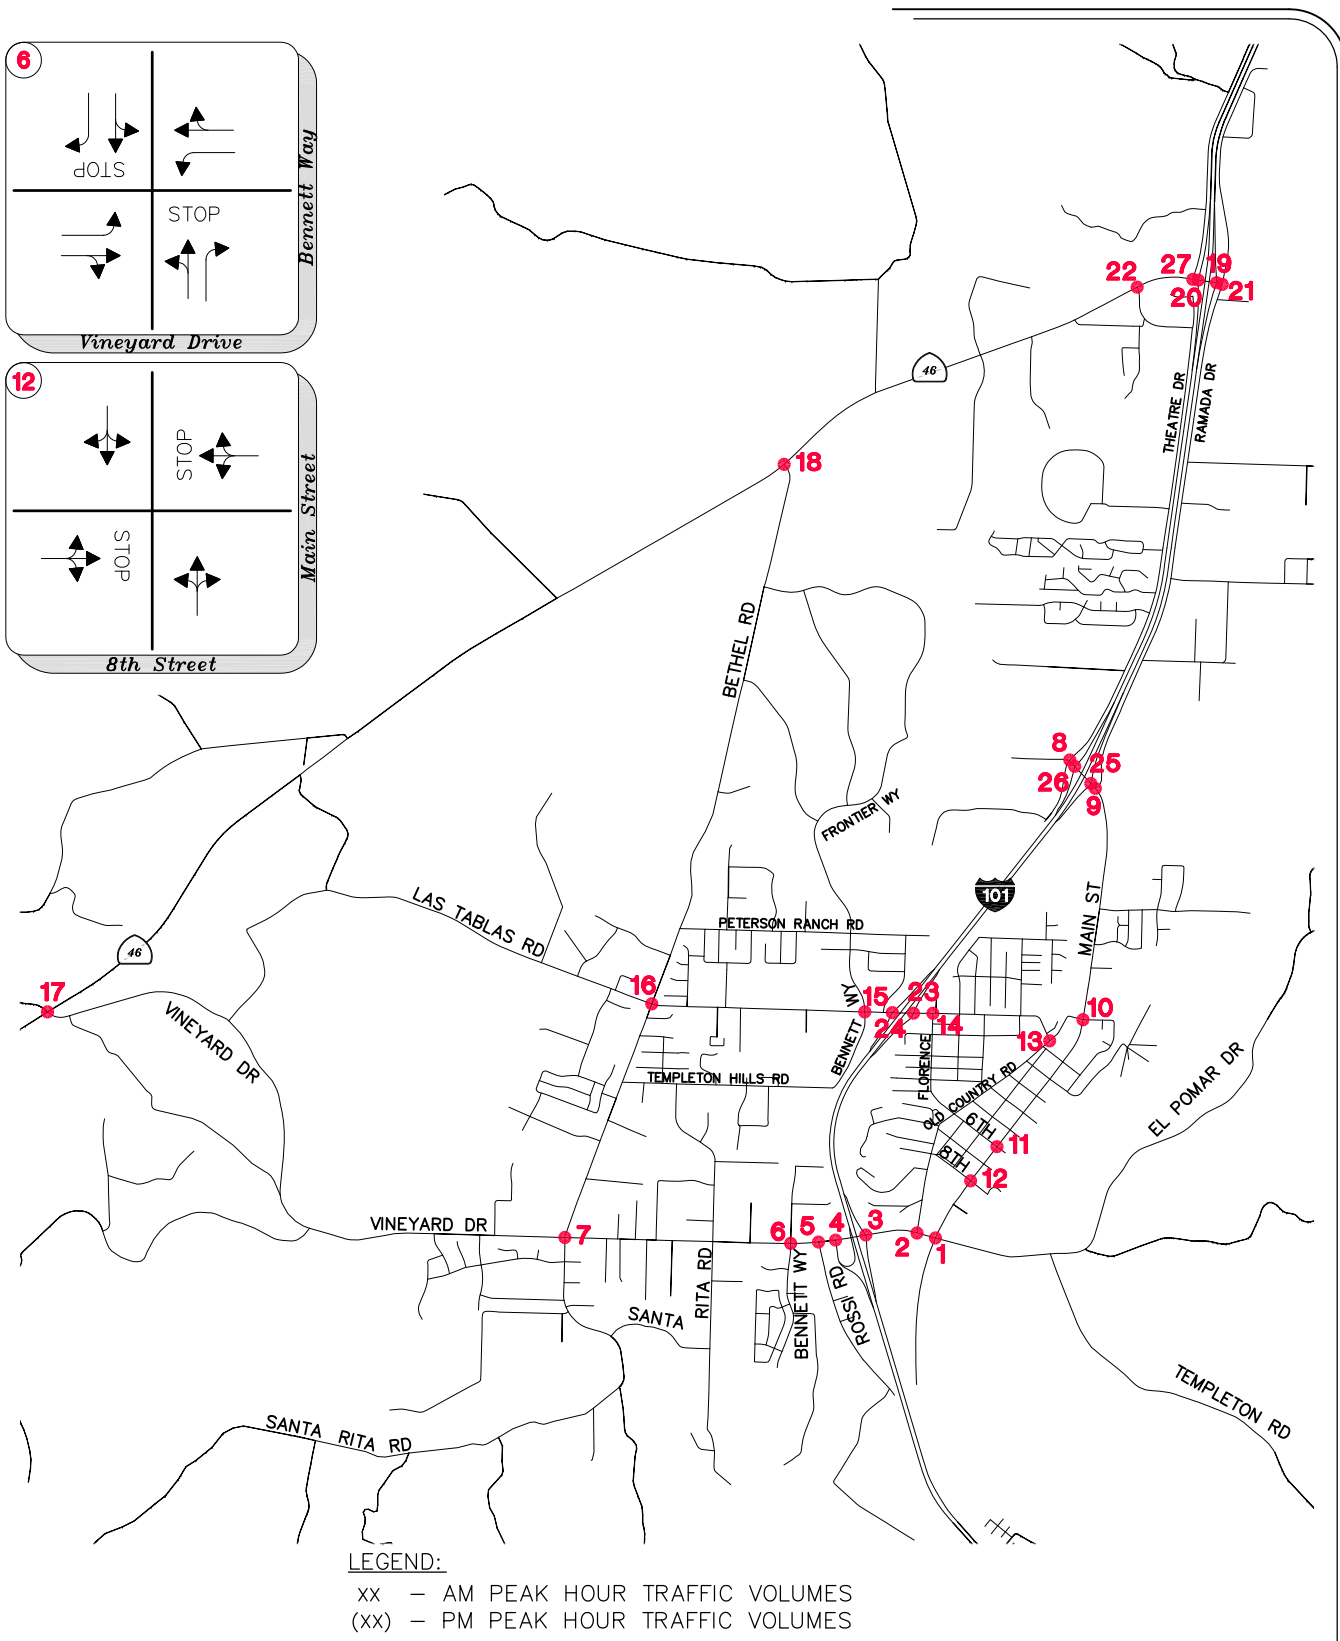 6
STOP
STOP
Bennett Way
Vineyard Drive
12
STOP
STOP
Main Street
8th Street
22
27
19
20
21
46
THEATRE DR
RAMADA DR
18
BETHEL RD
8
25
26
9
FRONTIER WY
101
MAIN ST
LAS TABLAS RD
PETERSON RANCH RD
46
17
VINEYARD DR
16
15
WY
23
24
14
10
13
BENNETT
FLORENCE
TEMPLETON HILLS RD
OLD COUNTRY RD
EL POMAR DR
6TH
11
8TH
12
VINEYARD DR
7
6
5
4
3
2
1
RITA RD
BENNETT WY
ROSSI RD
SANTA
TEMPLETON RD
SANTA RITA RD
LEGEND:
XX – AM PEAK HOUR TRAFFIC VOLUMES
(XX) – PM PEAK HOUR TRAFFIC VOLUMES